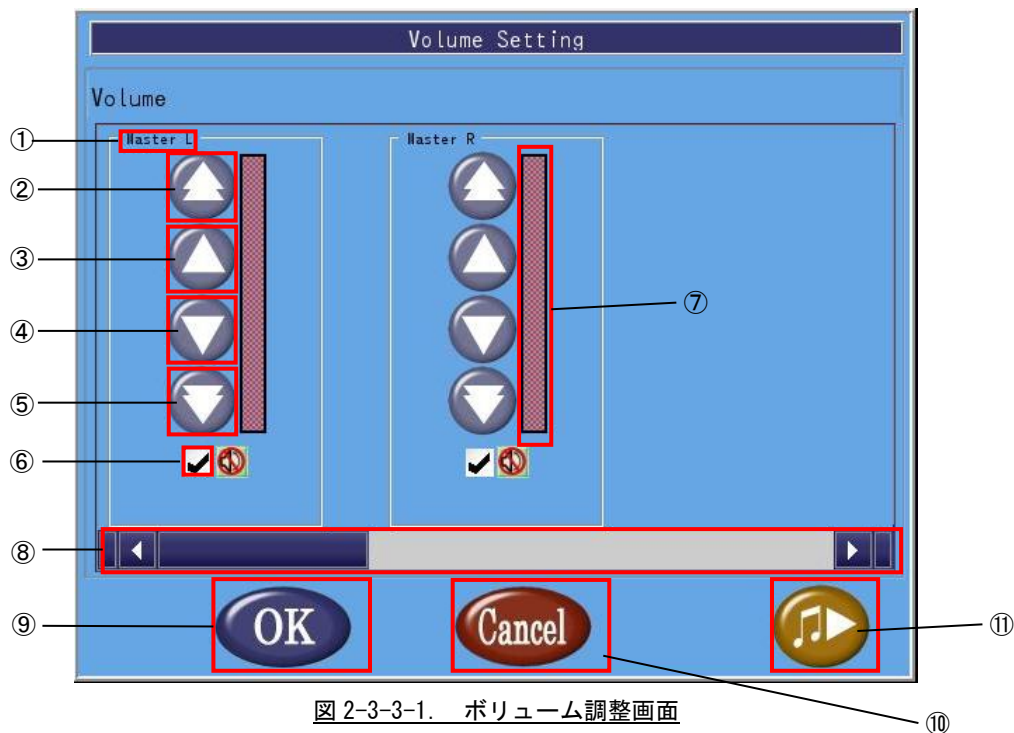 Volume Setting
Volume
① Master L Master R
②
③
④ ⑦
⑤
⑥
⑧
⑨ OK Cancel ⑪
図 2-3-3-1. ボリューム調整画面
⑩